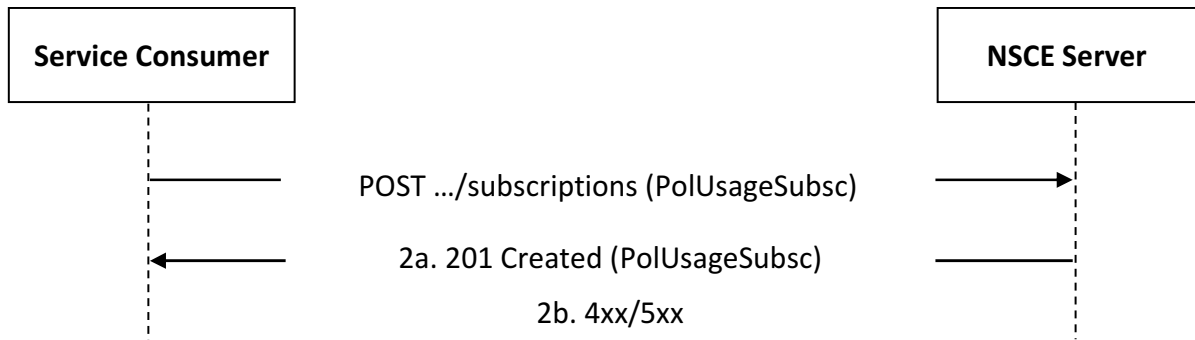 Service Consumer
NSCE Server
POST …/subscriptions (PolUsageSubsc)
2a. 201 Created (PolUsageSubsc)
2b. 4xx/5xx